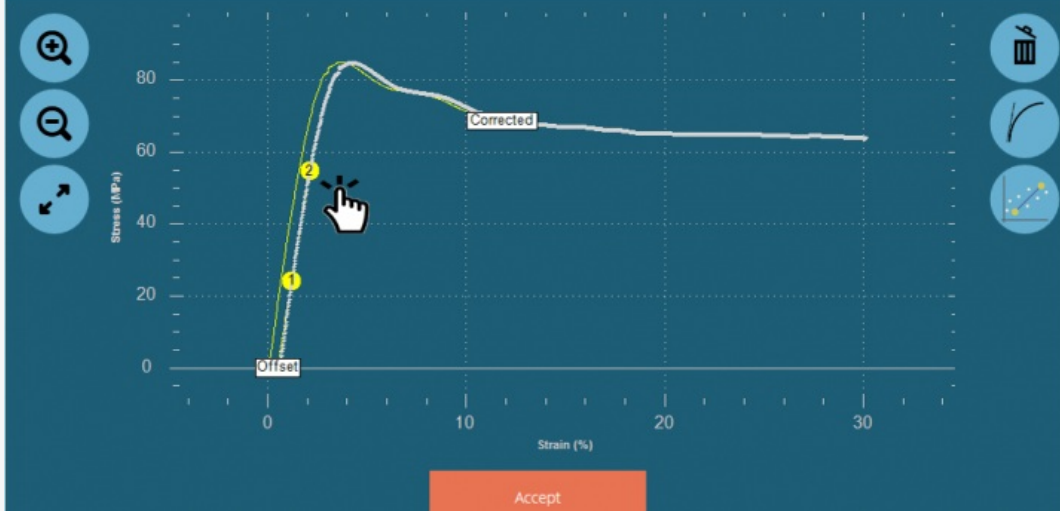 80
60
40
20
0
Stress (MPa)
Corrected
2
1
Offset
0 10 20 30
Strain (%)
Accept